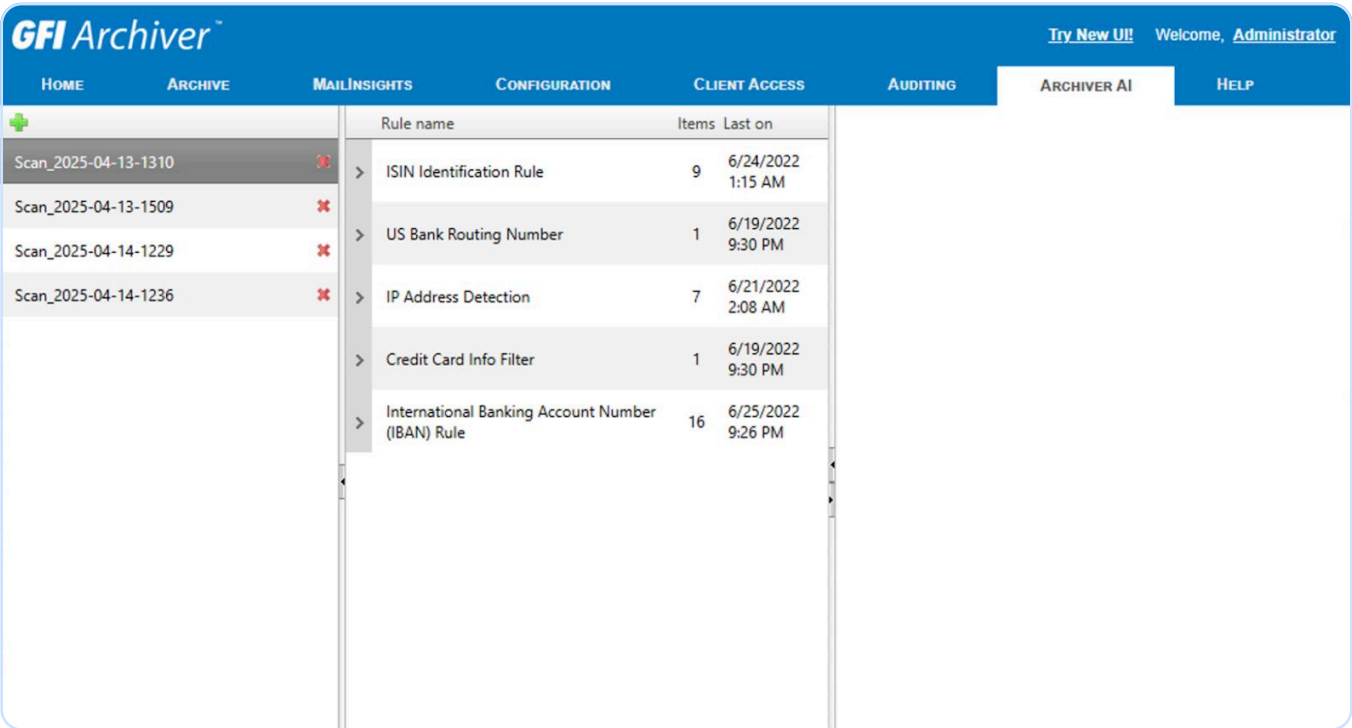 GFI Archiver™
Try New UI! Welcome, Administrator
HOME ARCHIVE MAILINSIGHTS CONFIGURATION CLIENT ACCESS AUDITING ARCHIVER AI HELP
Scan_2025-04-13-1310
Scan_2025-04-13-1509
Scan_2025-04-14-1229
Scan_2025-04-14-1236
Rule name Items Last on
ISIN Identification Rule 9 6/24/2022
1:15 AM
US Bank Routing Number 1 6/19/2022
9:30 PM
IP Address Detection 7 6/21/2022
2:08 AM
Credit Card Info Filter 1 6/19/2022
9:30 PM
International Banking Account Number 16 6/25/2022
(IBAN) Rule 9:26 PM